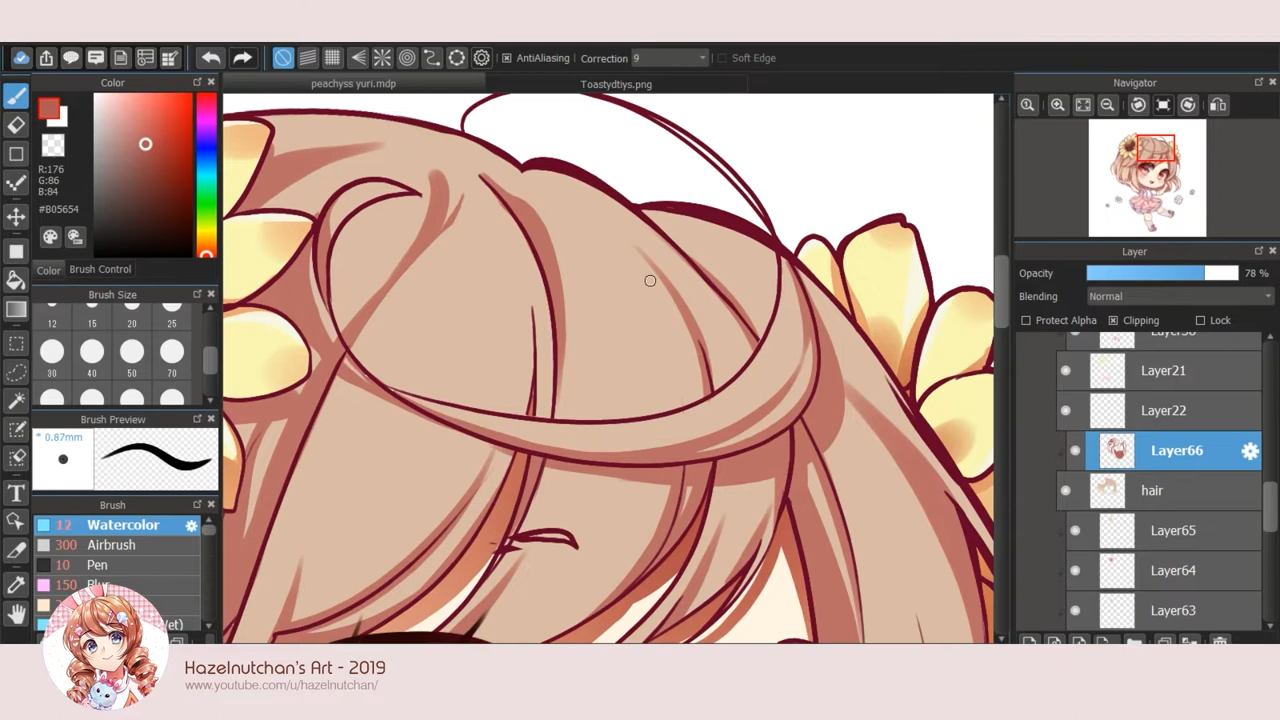 AntiAliasing
Correction 9
Soft Edge
Color
peachyss yuri.mdp
Toastydtiys.png
Navigator
R:176
G:86
B:84
#B05654
Color
Brush Control
Brush Size
12 15 20 25
30 40 50 70
Brush Preview
* 0.87mm
Brush
12 Watercolor
300 Airbrush
10 Pen
150 Blur
Layer
Opacity 78 %
Blending Normal
Protect Alpha
Clipping
Lock
Layer21
Layer22
Layer66
hair
Layer65
Layer64
Layer63
Hazelnutchan's Art - 2019
www.youtube.com/u/hazelnutchan/